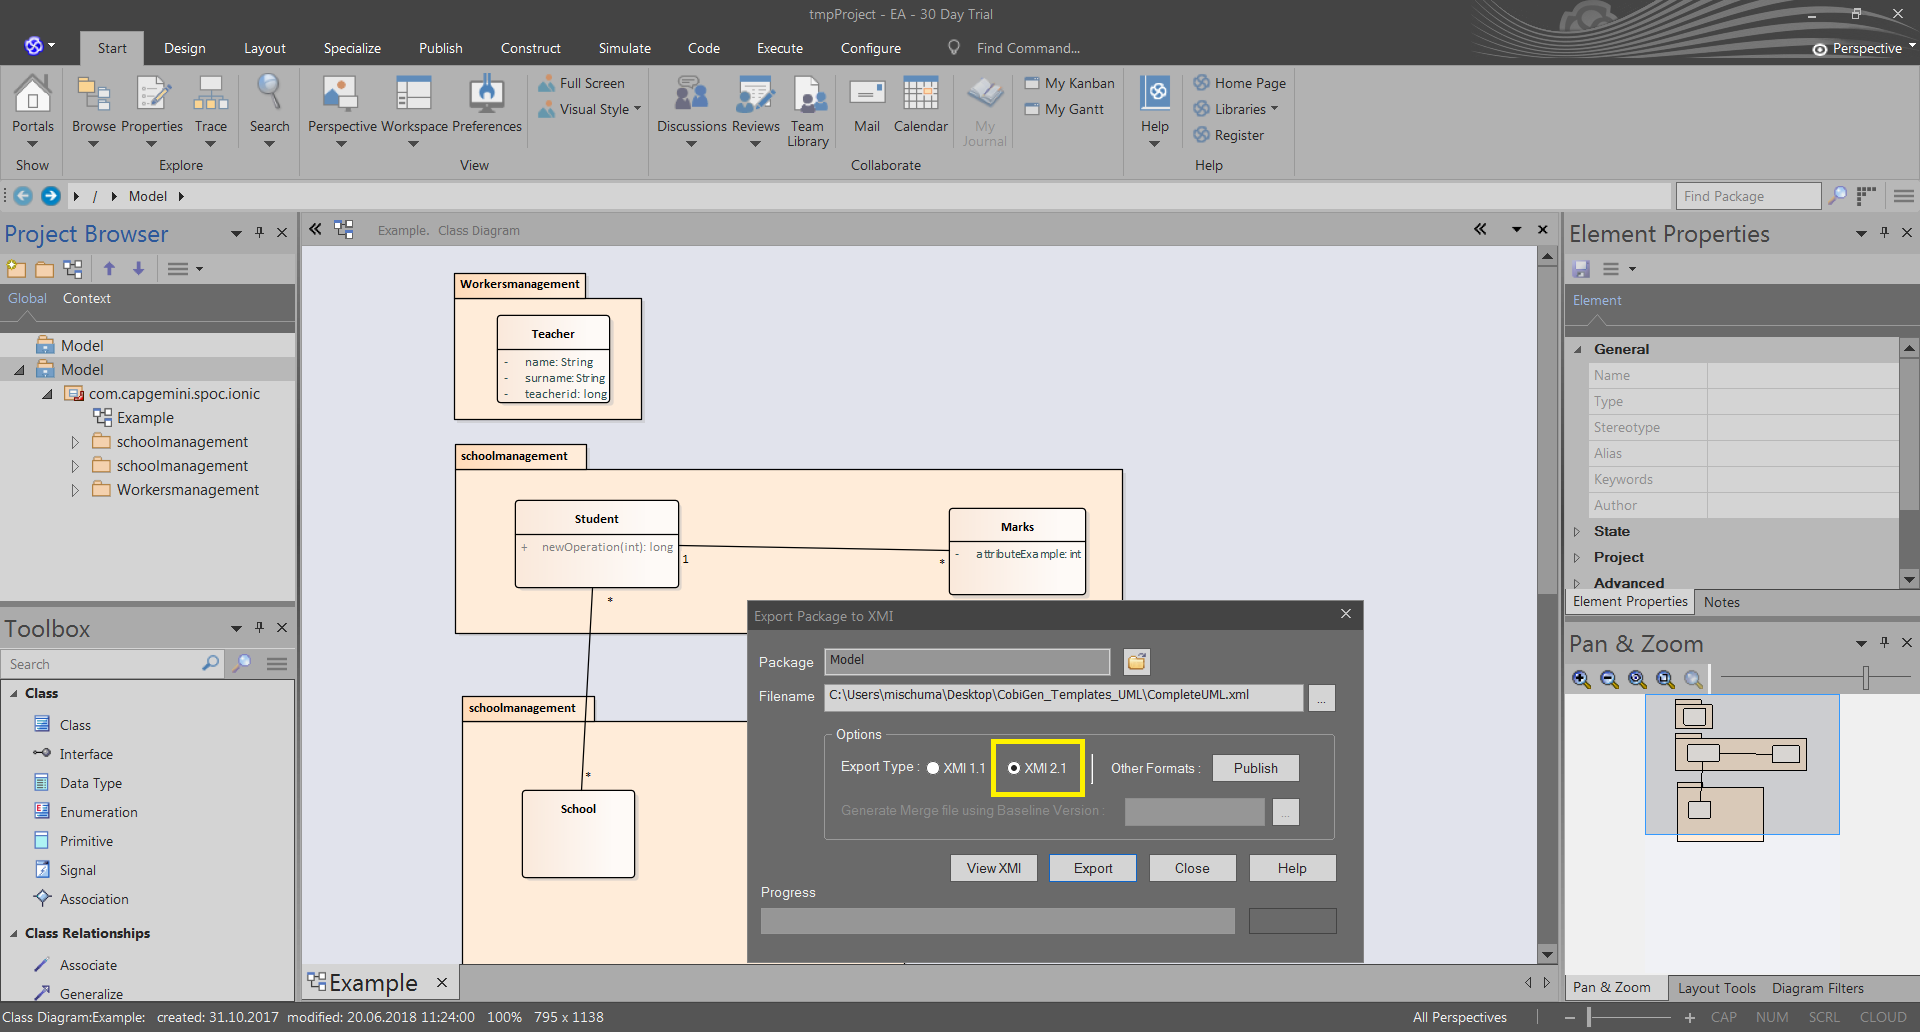 tmpProject - EA - 30 Day Trial
Start Design Layout Specialize Publish Construct Simulate Code Execute Configure Find Command... Perspective
Portals Browse Properties Trace Search Perspective Workspace Preferences Full Screen Visual Style Discussions Reviews Team Library Mail Calendar My Journal My Kanban My Gantt Help Home Page Libraries Register
Show Explore View Collaborate Help
/ Model Find Package
Project Browser
Global Context
Model
Model
com.capgemini.spoc.ionic
Example
schoolmanagement
schoolmanagement
Workersmanagement
Toolbox
Search
Class
Class
Interface
Data Type
Enumeration
Primitive
Signal
Association
Class Relationships
Associate
Generalize
Example. Class Diagram
Workersmanagement
Teacher
- name: String
- surname: String
- teacherid: long
schoolmanagement
Student
+ newOperation(int): long
1
*
Marks
- attributeExample: int
*
schoolmanagement
*
School
Export Package to XMI
Package Model
Filename C:\Users\mischuma\Desktop\CobiGen_Templates_UML\CompleteUML.xml ...
Options
Export Type : XMI 1.1 XMI 2.1 Other Formats : Publish
Generate Merge file using Baseline Version : ...
View XMI Export Close Help
Progress
Example
Element Properties
Element
General
Name
Type
Stereotype
Alias
Keywords
Author
State
Project
Advanced
Element Properties Notes
Pan & Zoom
Pan & Zoom Layout Tools Diagram Filters
Class Diagram:Example: created: 31.10.2017 modified: 20.06.2018 11:24:00 100% 795 x 1138 All Perspectives CAP NUM SCRL CLOUD